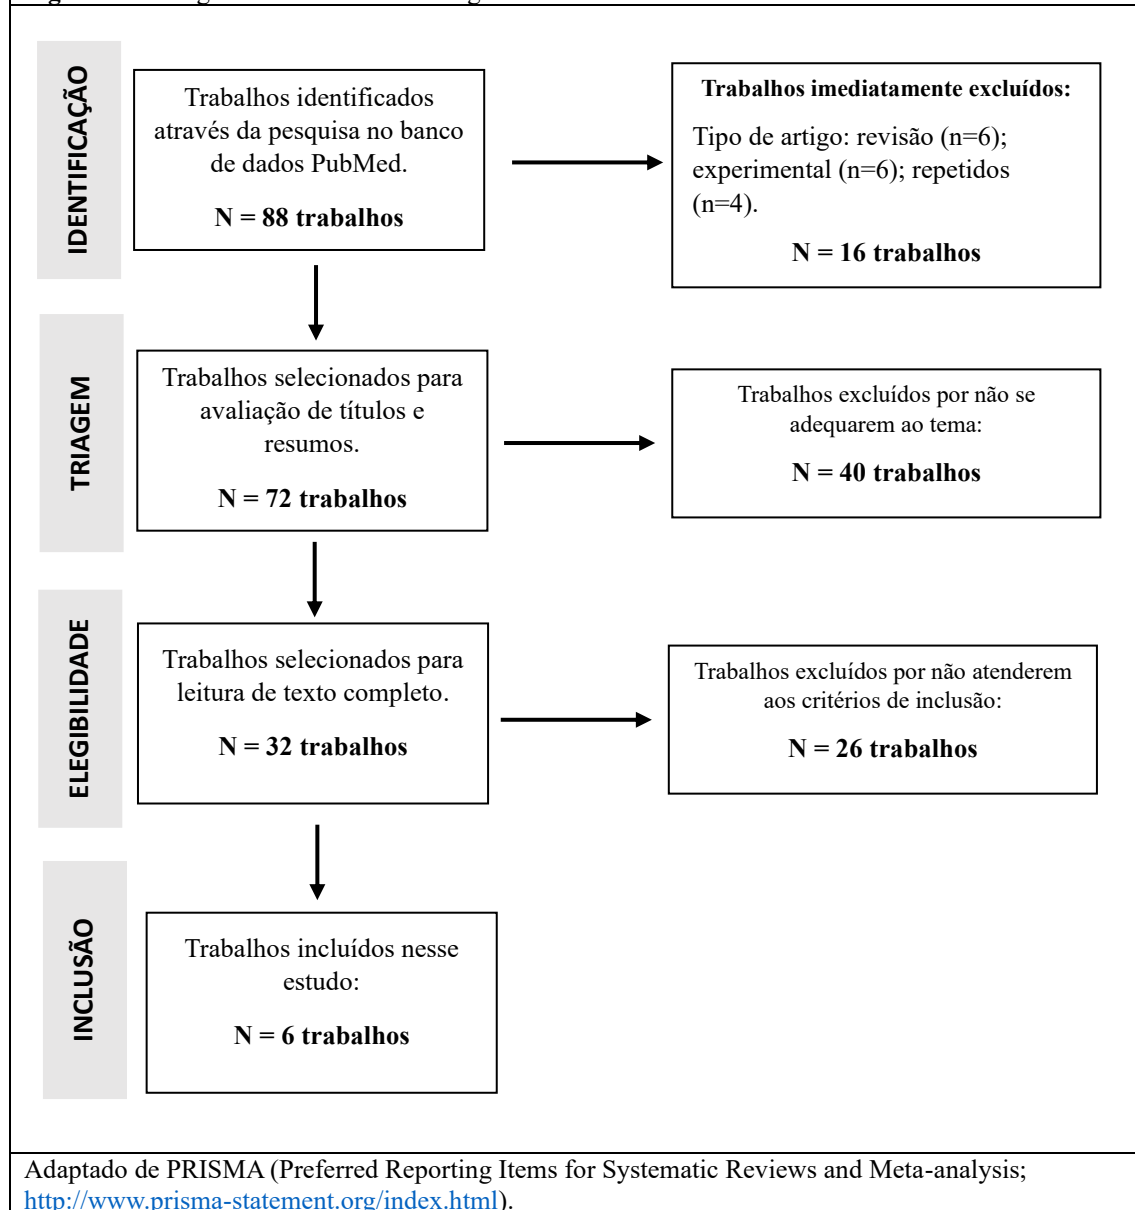 IDENTIFICAÇÃO
Trabalhos identificados
através da pesquisa no banco
de dados PubMed.
N = 88 trabalhos
Trabalhos imediatamente excluídos:
Tipo de artigo: revisão (n=6);
experimental (n=6); repetidos
(n=4).
N = 16 trabalhos
TRIAGEM
Trabalhos selecionados para
avaliação de títulos e
resumos.
N = 72 trabalhos
Trabalhos excluídos por não se
adequarem ao tema:
N = 40 trabalhos
ELEGIBILIDADE
Trabalhos selecionados para
leitura de texto completo.
N = 32 trabalhos
Trabalhos excluídos por não atenderem
aos critérios de inclusão:
N = 26 trabalhos
INCLUSÃO
Trabalhos incluídos nesse
estudo:
N = 6 trabalhos
Adaptado de PRISMA (Preferred Reporting Items for Systematic Reviews and Meta-analysis;
http://www.prisma-statement.org/index.html).